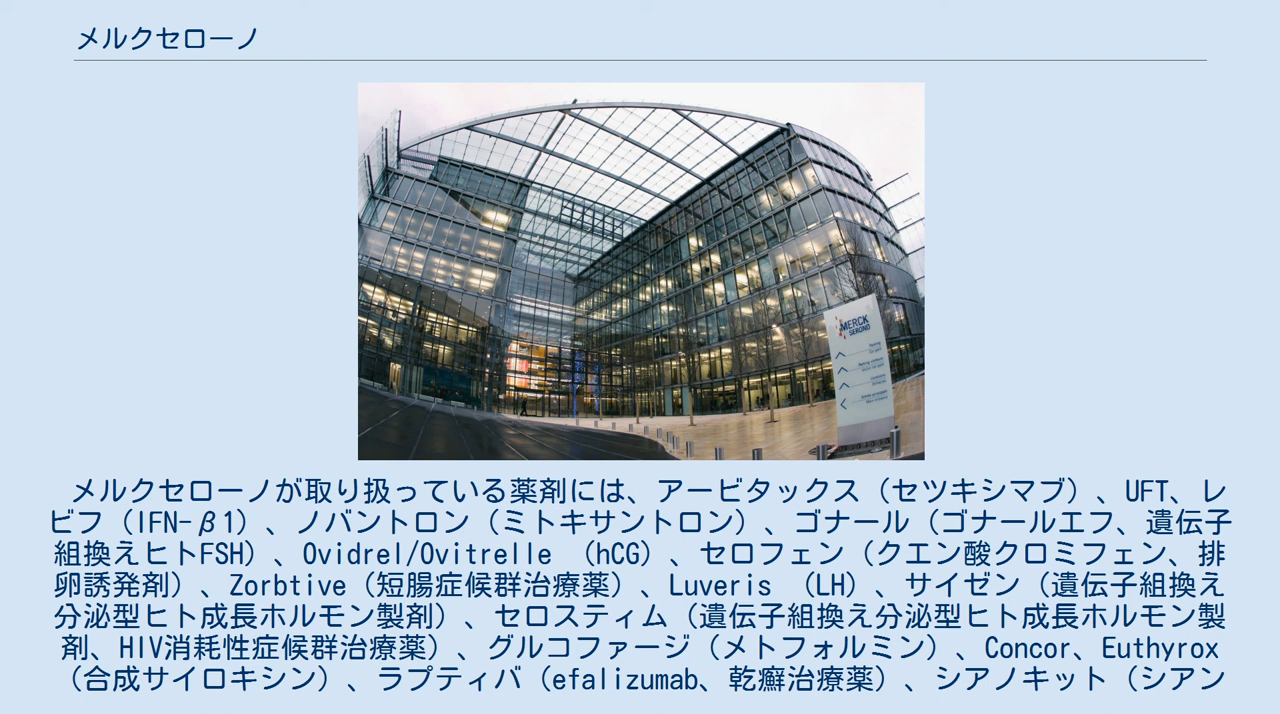 メルクセローノ
MERCK
SERONO
メルクセローノが取り扱っている薬剤には、アービタックス（セツキシマブ）、UFT、レ
ビフ（IFN-β1）、ノバントロン（ミトキサントロン）、ゴナール（ゴナールエフ、遺伝子
組換えヒトFSH）、Ovidrel/Ovitrelle （hCG）、セロフェン（クエン酸クロミフェン、排
卵誘発剤）、Zorbtive（短腸症候群治療薬）、Luveris （LH）、サイゼン（遺伝子組換え
分泌型ヒト成長ホルモン製剤）、セロスティム（遺伝子組換え分泌型ヒト成長ホルモン製
剤、HIV消耗性症候群治療薬）、グルコファージ（メトフォルミン）、Concor、Euthyrox
（合成サイロキシン）、ラプティバ（efalizumab、乾癬治療薬）、シアノキット（シアン